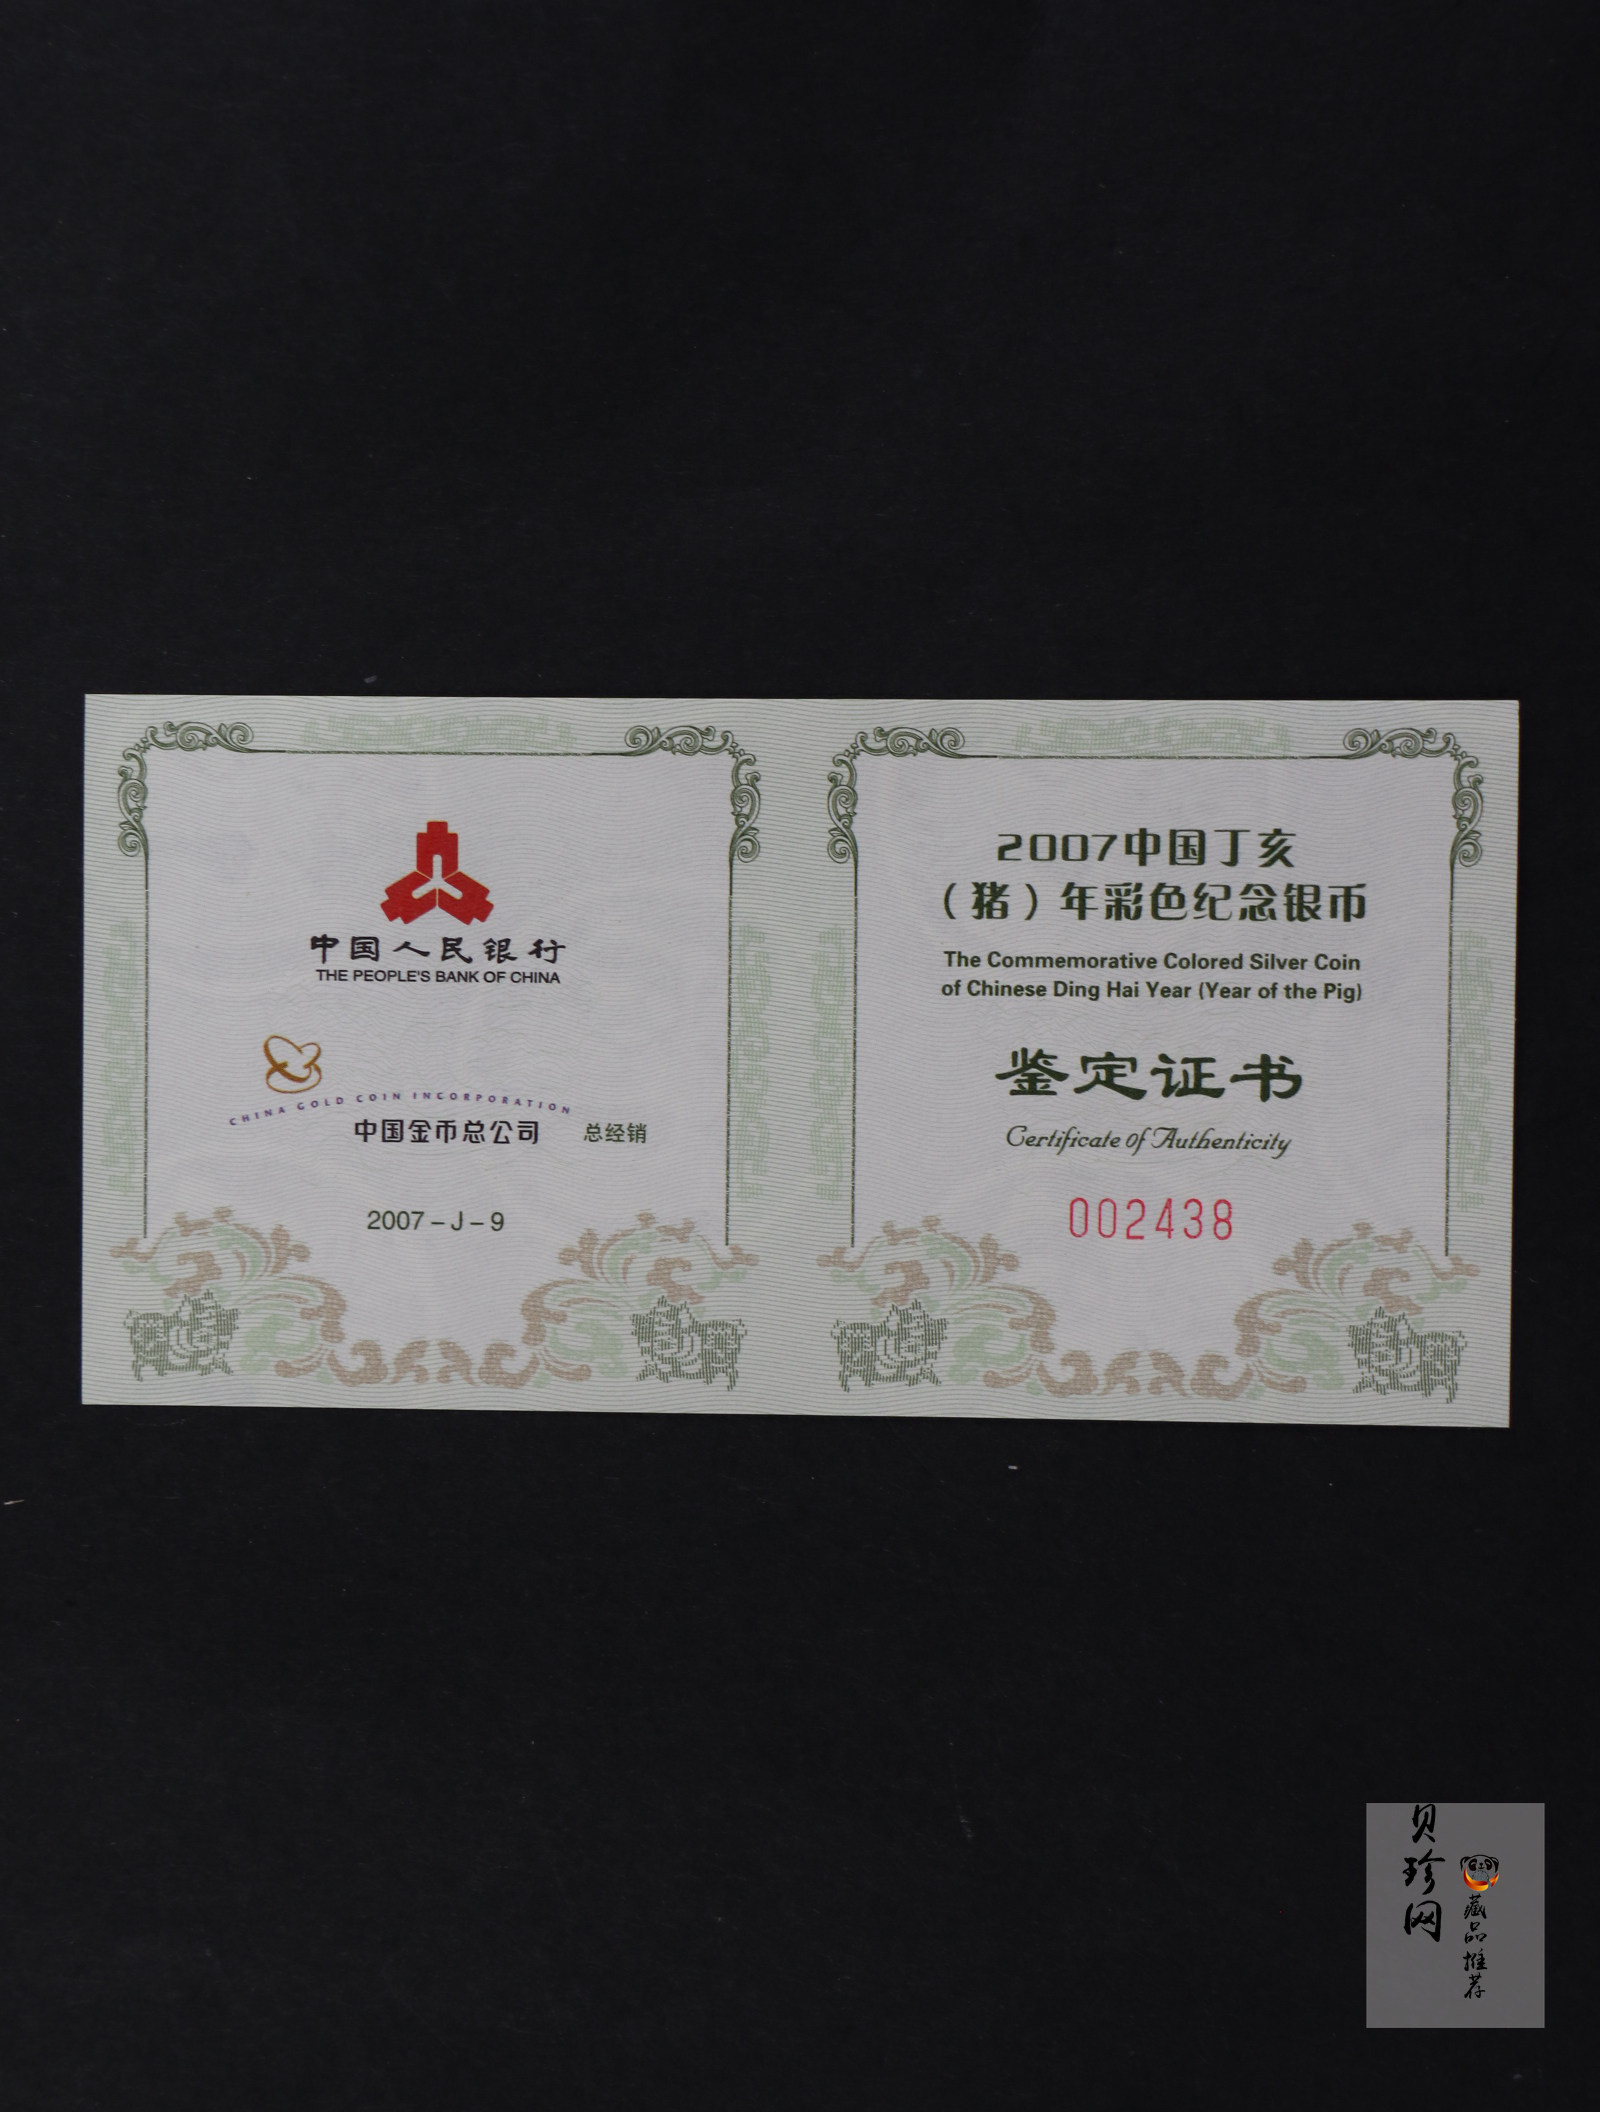 中国人民银行
THE PEOPLE'S BANK OF CHINA
CHINA GOLD COIN INCORPORATION
中国金币总公司 总经销
2007-J-9
2007中国丁亥
（猪）年彩色纪念银币
The Commemorative Colored Silver Coin
of Chinese Ding Hai Year (Year of the Pig)
鉴定证书
Certificate of Authenticity
002438
贝珍网
藏品推荐